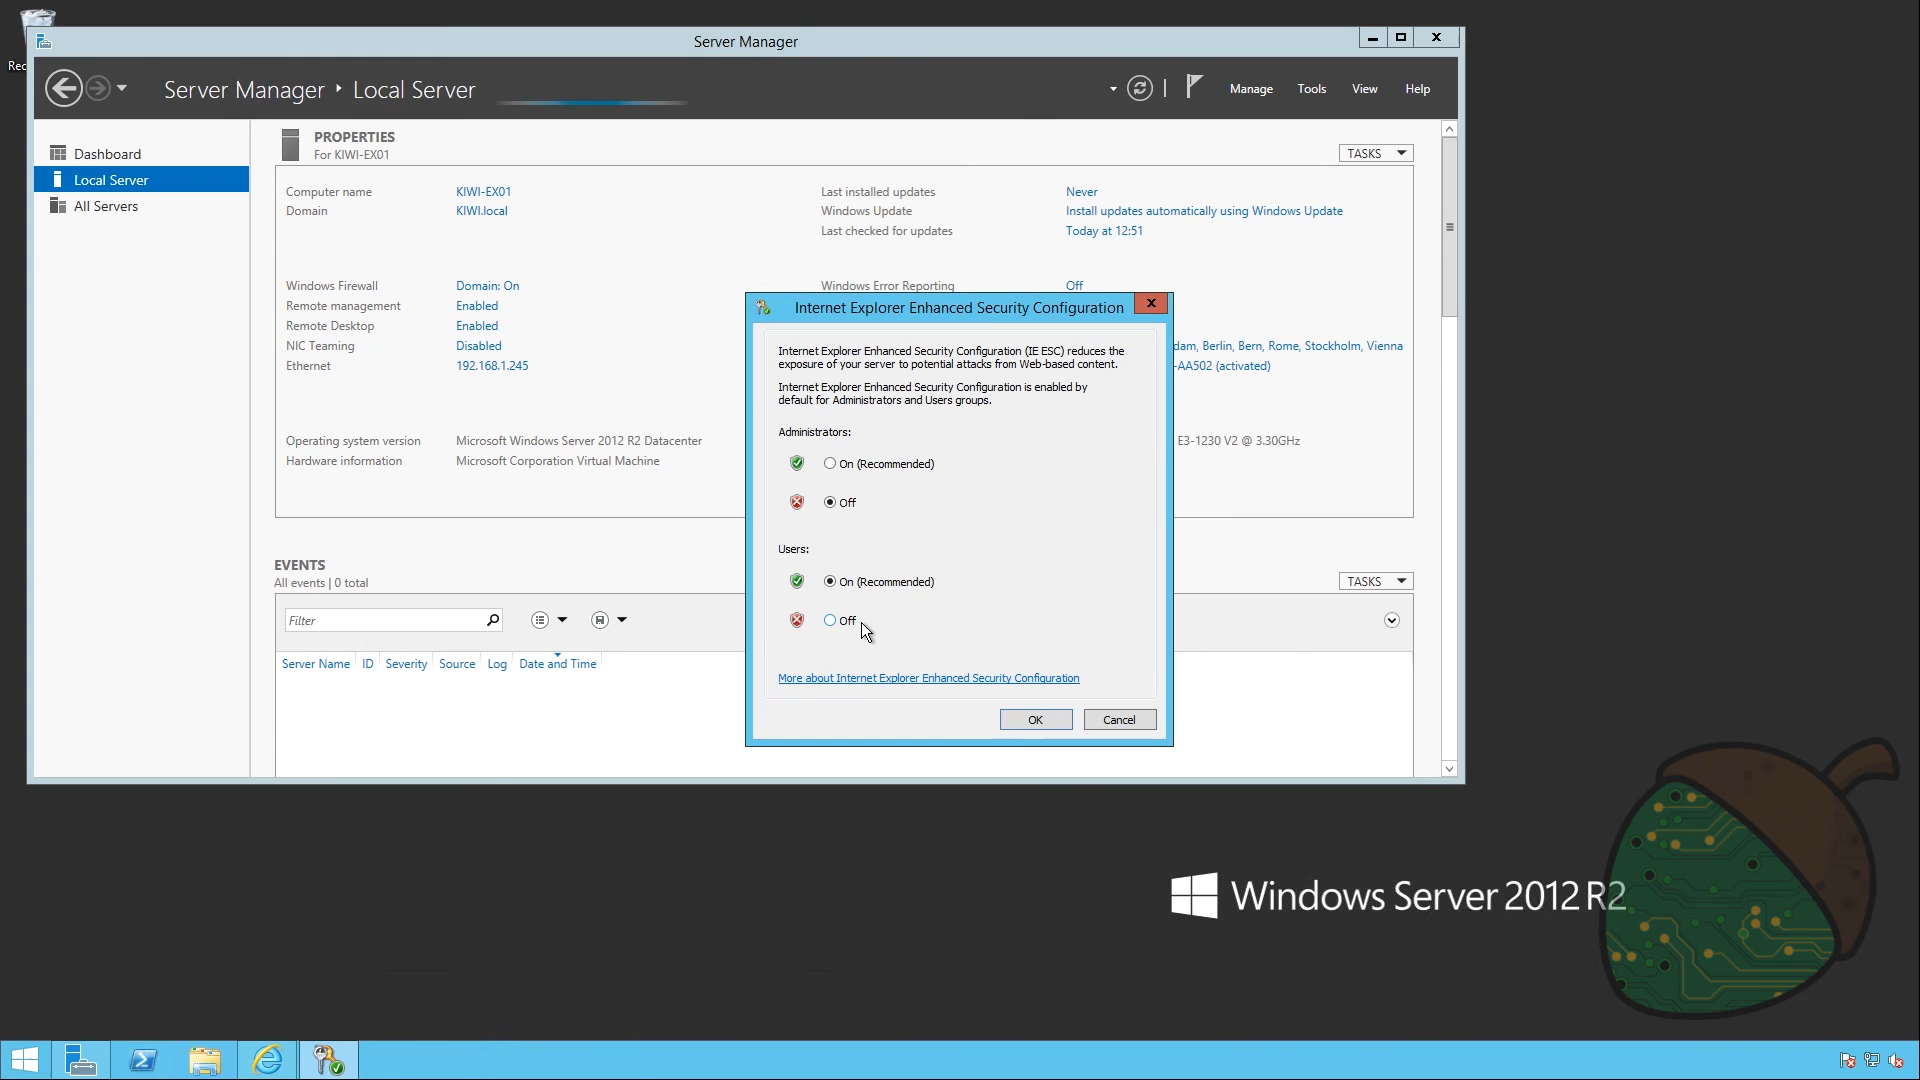 Rec
Server Manager
Server Manager
Local Server
Manage
Tools
View
Help
Dashboard
Local Server
All Servers
PROPERTIES
For KIWI-EX01
TASKS
Computer name
KIWI-EX01
Last installed updates
Never
Domain
KIWI.local
Windows Update
Install updates automatically using Windows Update
Last checked for updates
Today at 12:51
Windows Firewall
Domain: On
Windows Error Reporting
Off
Remote management
Enabled
Remote Desktop
Enabled
NIC Teaming
Disabled
dam, Berlin, Bern, Rome, Stockholm, Vienna
Ethernet
192.168.1.245
-AA502 (activated)
Operating system version
Microsoft Windows Server 2012 R2 Datacenter
E3-1230 V2 @ 3.30GHz
Hardware information
Microsoft Corporation Virtual Machine
Internet Explorer Enhanced Security Configuration
Internet Explorer Enhanced Security Configuration (IE ESC) reduces the
exposure of your server to potential attacks from Web-based content.
Internet Explorer Enhanced Security Configuration is enabled by
default for Administrators and Users groups.
Administrators:
On (Recommended)
Off
Users:
On (Recommended)
Off
More about Internet Explorer Enhanced Security Configuration
OK
Cancel
EVENTS
All events | 0 total
TASKS
Filter
Server Name
ID
Severity
Source
Log
Date and Time
Windows Server 2012 R2